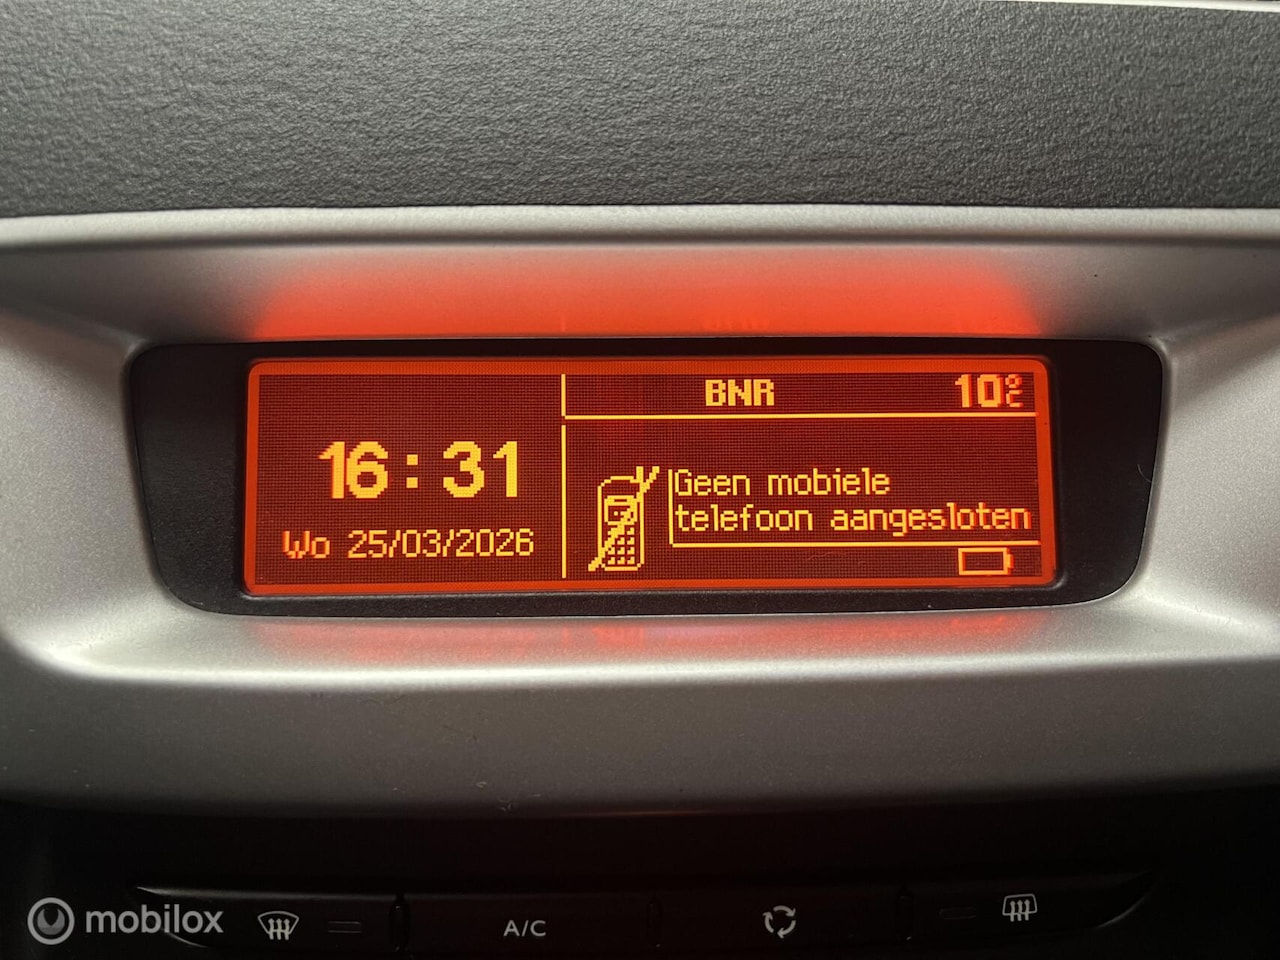 BNR 10°C
16:31
Wo 25/03/2026
Geen mobiele
telefoon aangesloten
A/C
mobilox